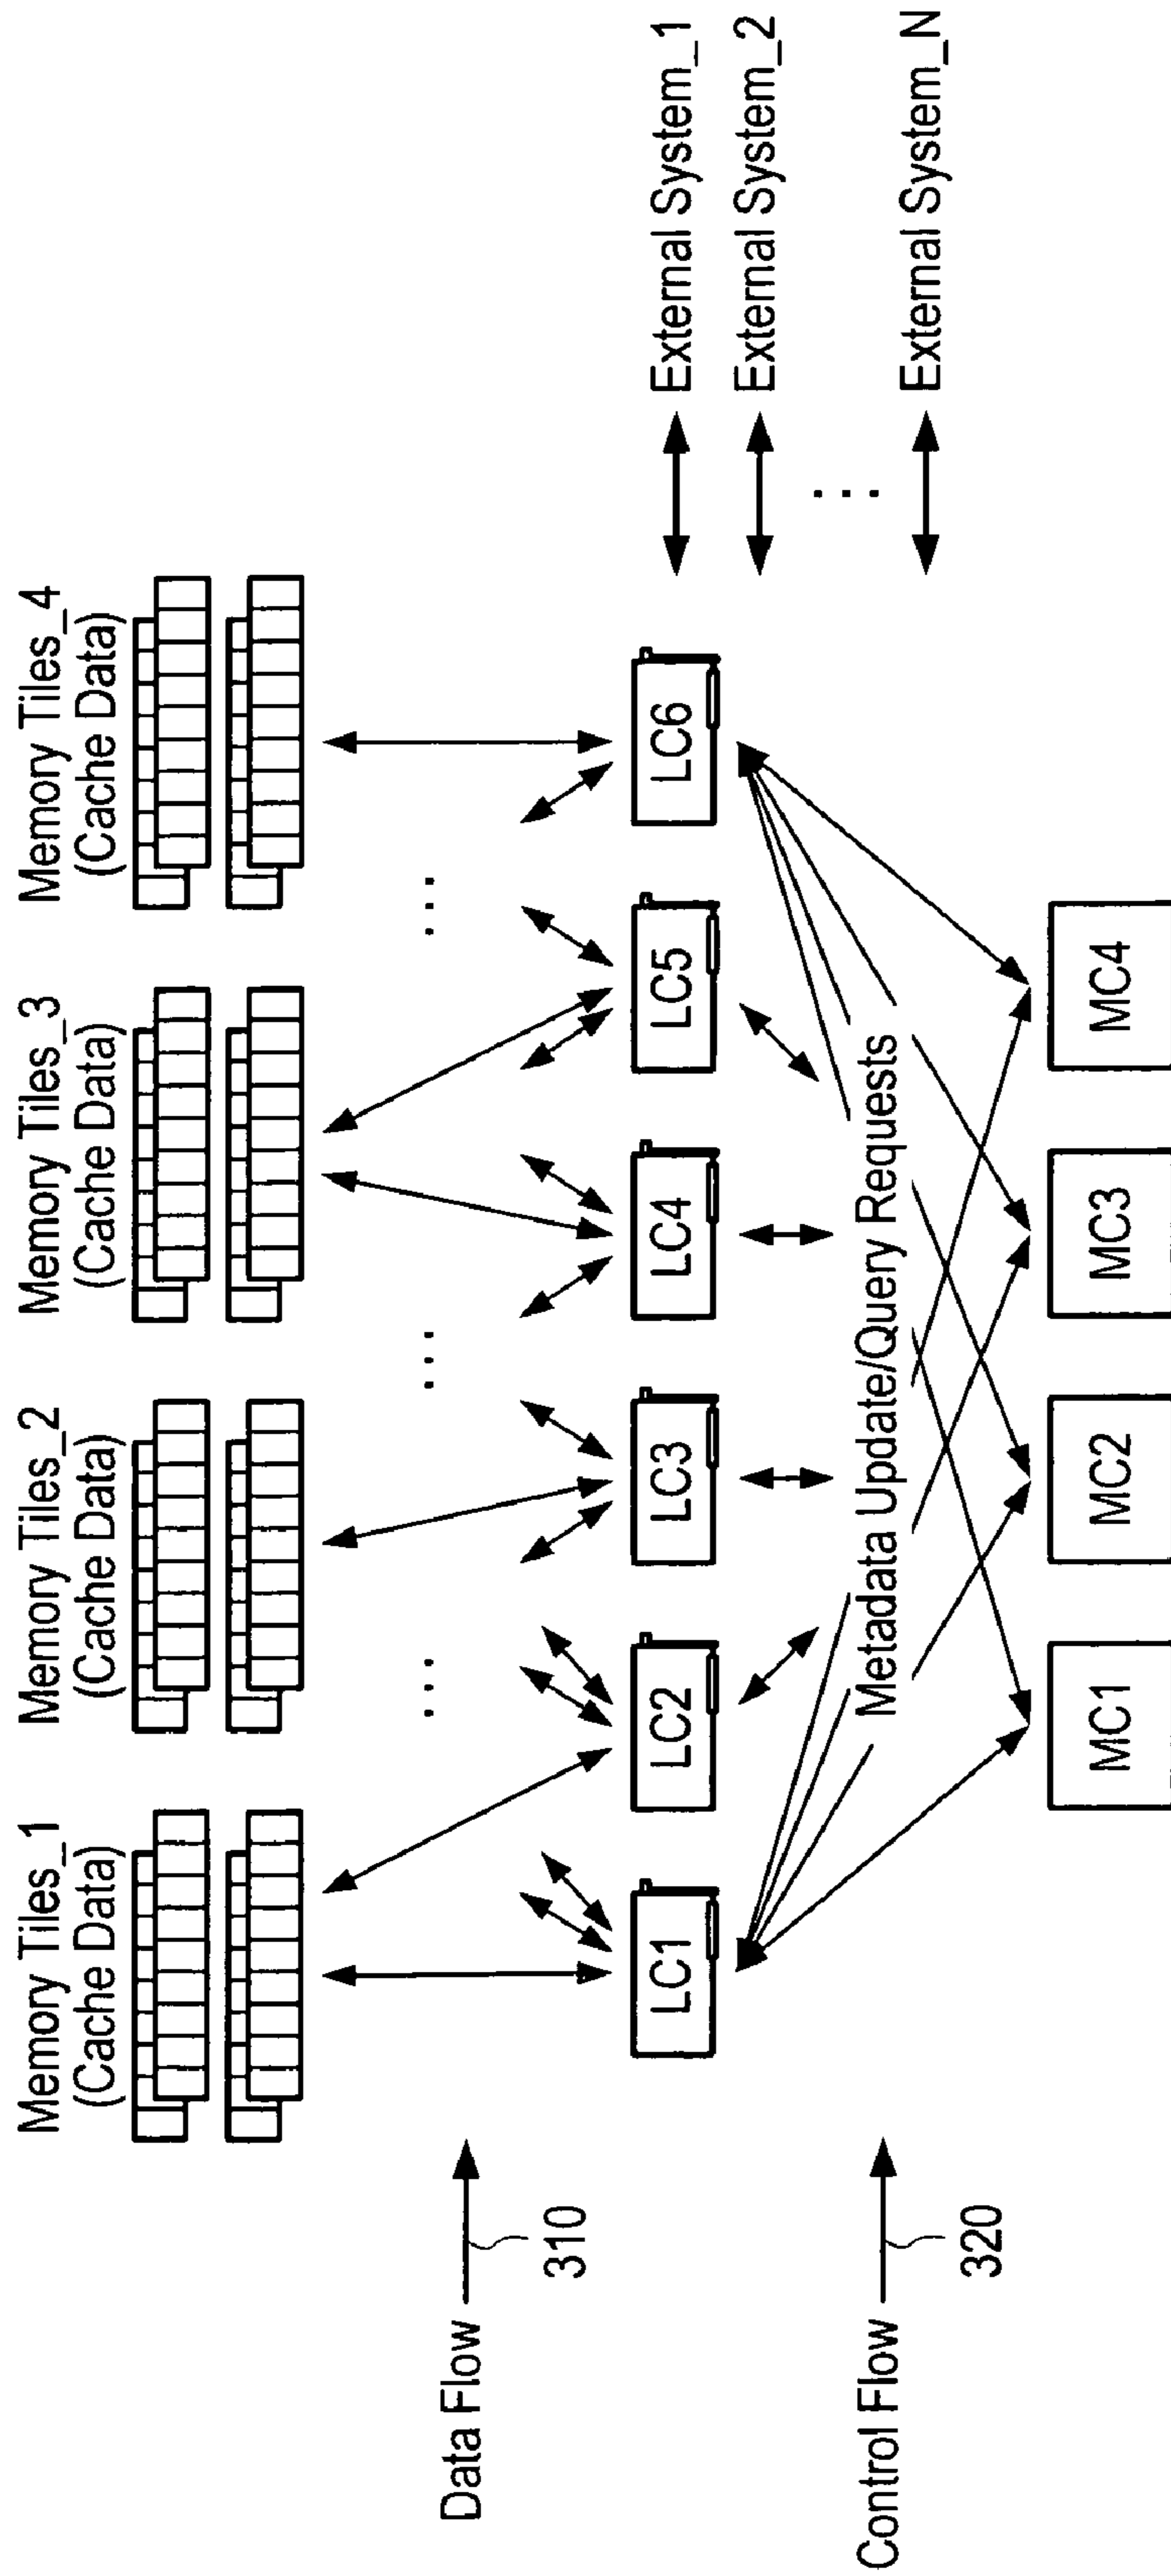 Memory Tiles_1
(Cache Data)
Memory Tiles_2
(Cache Data)
Memory Tiles_3
(Cache Data)
Memory Tiles_4
(Cache Data)
Data Flow
310
...
...
...
LC1
LC2
LC3
LC4
LC5
LC6
External System_1
External System_2
...
External System_N
Control Flow
320
Metadata Update/Query Requests
MC1
MC2
MC3
MC4